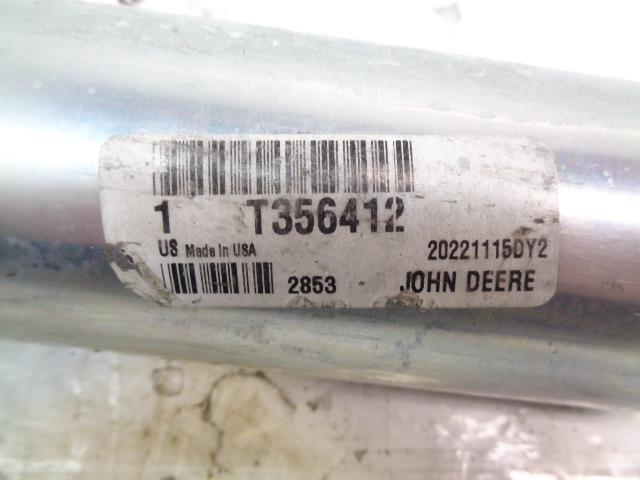 1 T356412
US Made In USA 20221115DY2
2853 JOHN DEERE